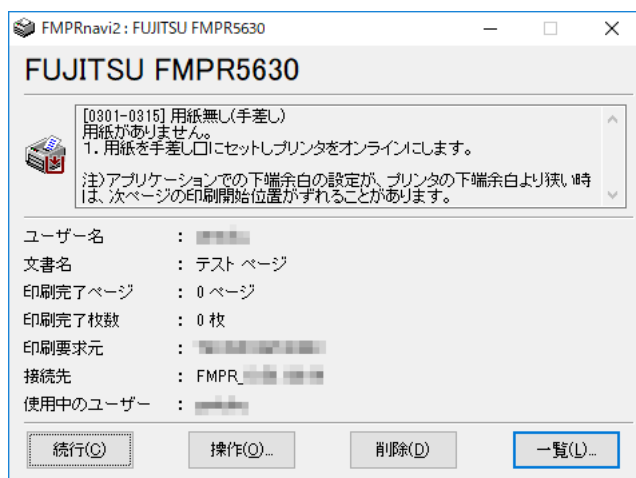 FMPRnavi2 : FUJITSU FMPR5630
FUJITSU FMPR5630
[0301-0315] 用紙無し(手差し)
用紙がありません。
1. 用紙を手差し口にセットしプリンタをオンラインにします。
注)アプリケーションでの下端余白の設定が、プリンタの下端余白より狭い時
は、次ページの印刷開始位置がずれることがあります。
ユーザー名 :
文書名 : テスト ページ
印刷完了ページ : 0 ページ
印刷完了枚数 : 0 枚
印刷要求元 :
接続先 : FMPR_
使用中のユーザー :
続行(C) 操作(O)... 削除(D) 一覧(L)...